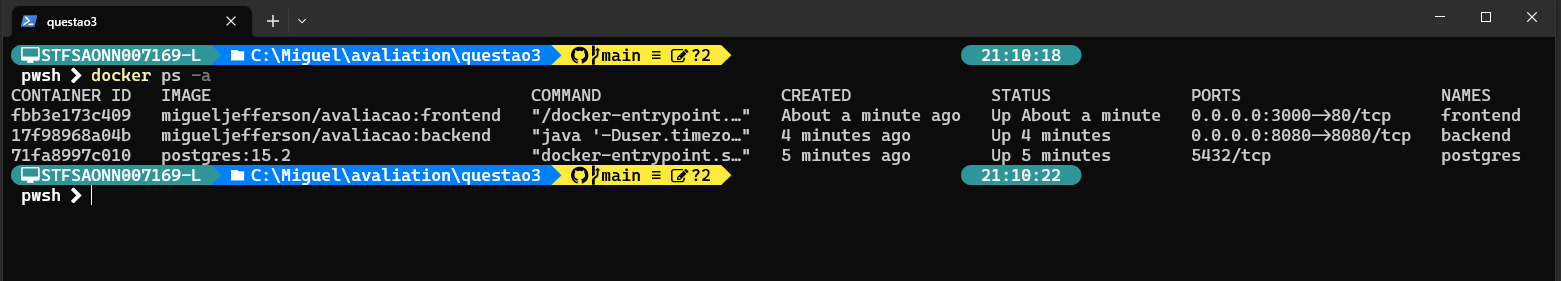 questao3
STFSAONN007169-L C:\Miguel\avaliation\questao3 main ≡ ?2 21:10:18
pwsh ❯ docker ps -a
CONTAINER ID IMAGE COMMAND CREATED STATUS PORTS NAMES
fbb3e173c409 migueljefferson/avaliacao:frontend "/docker-entrypoint.…" About a minute ago Up About a minute 0.0.0.0:3000->80/tcp frontend
17f98968a04b migueljefferson/avaliacao:backend "java '-Duser.timezo…" 4 minutes ago Up 4 minutes 0.0.0.0:8080->8080/tcp backend
71fa8997c010 postgres:15.2 "docker-entrypoint.s…" 5 minutes ago Up 5 minutes 5432/tcp postgres
STFSAONN007169-L C:\Miguel\avaliation\questao3 main ≡ ?2 21:10:22
pwsh ❯